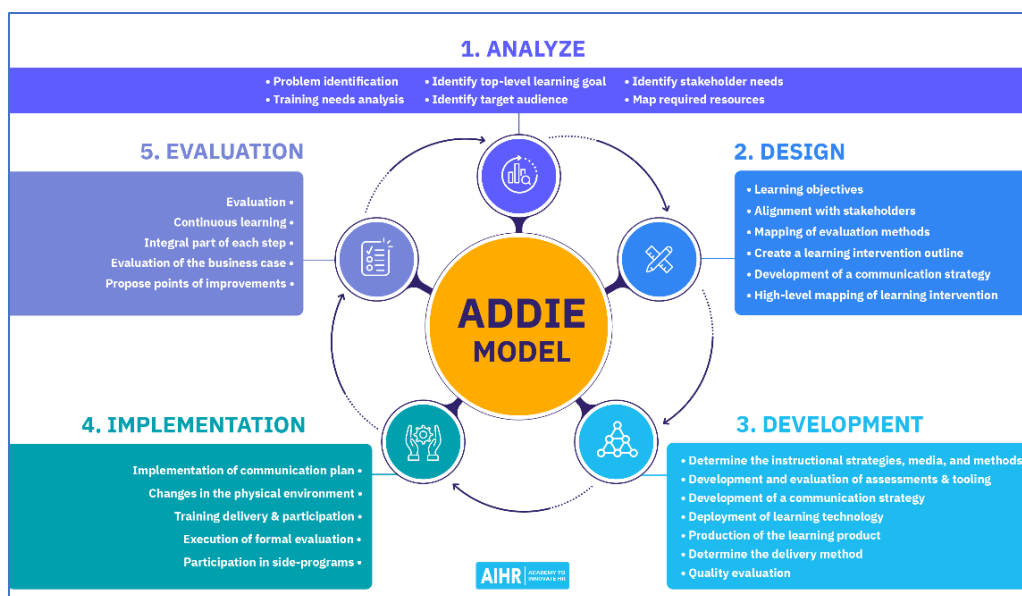 1. ANALYZE
• Problem identification
• Training needs analysis
• Identify top-level learning goal
• Identify target audience
• Identify stakeholder needs
• Map required resources
2. DESIGN
• Learning objectives
• Alignment with stakeholders
• Mapping of evaluation methods
• Create a learning intervention outline
• Development of a communication strategy
• High-level mapping of learning intervention
3. DEVELOPMENT
• Determine the instructional strategies, media, and methods
• Development and evaluation of assessments & tooling
• Development of a communication strategy
• Deployment of learning technology
• Production of the learning product
• Determine the delivery method
• Quality evaluation
4. IMPLEMENTATION
Implementation of communication plan •
Changes in the physical environment •
Training delivery & participation •
Execution of formal evaluation •
Participation in side-programs •
5. EVALUATION
Evaluation •
Continuous learning •
Integral part of each step •
Evaluation of the business case •
Propose points of improvements •
ADDIE
MODEL
AIHR
ACADEMY TO
INNOVATE HR